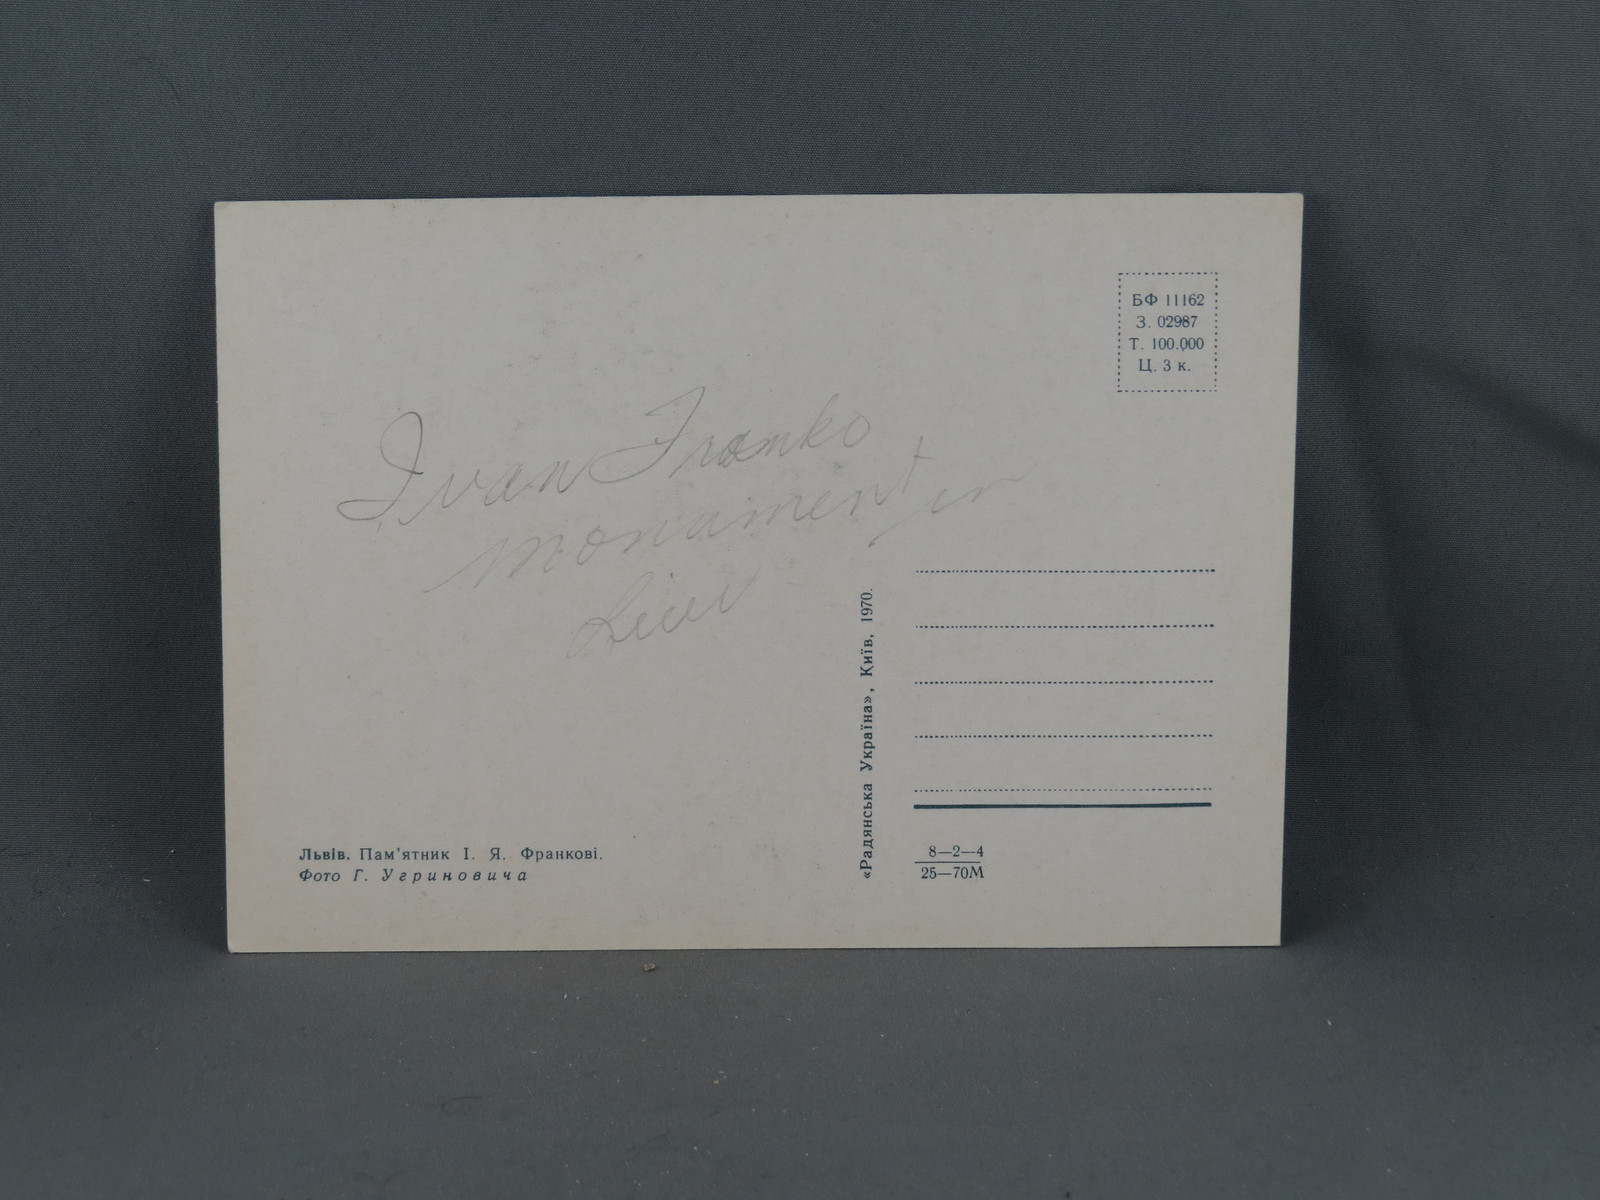 БФ 11162
З. 02987
Т. 100.000
Ц. 3 к.
Ivan Franko
monument in
«Радянська Україна», Київ, 1970.
Львів. Пам'ятник І. Я. Франкові.
Фото Г. Угриновича
8—2—4
25—70М